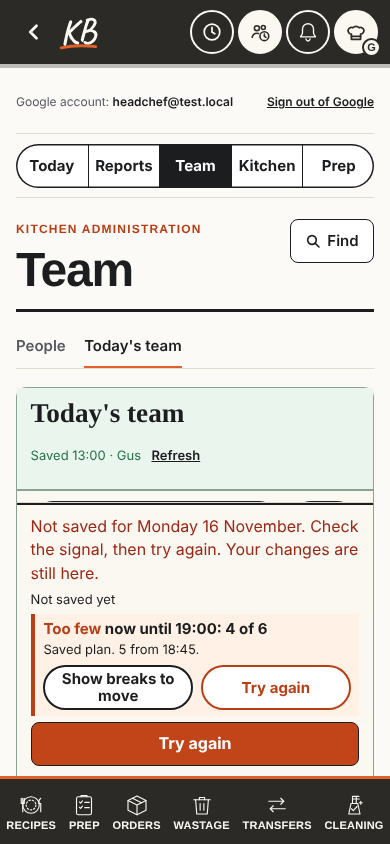 KB
G
Google account: headchef@test.local Sign out of Google
Today Reports Team Kitchen Prep
KITCHEN ADMINISTRATION
Team
Find
People Today's team
Today's team
Saved 13:00 · Gus Refresh
Not saved for Monday 16 November. Check
the signal, then try again. Your changes are
still here.
Not saved yet
Too few now until 19:00: 4 of 6
Saved plan. 5 from 18:45.
Show breaks to
move
Try again
Try again
RECIPES PREP ORDERS WASTAGE TRANSFERS CLEANING